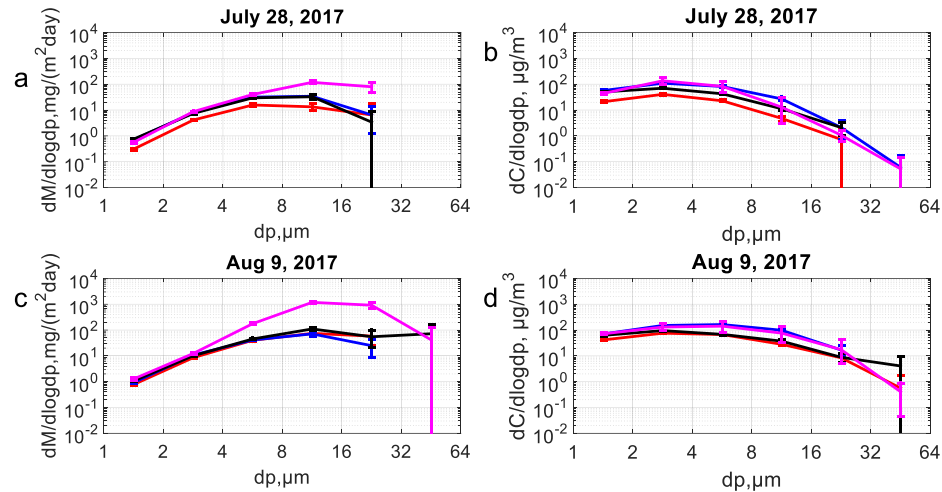 July 28, 2017
a
dM/dlogdp,mg/(m²day)
10⁴
10³
10²
10¹
10⁰
10⁻¹
10⁻²
1 2 4 8 16 32 64
dp,µm
July 28, 2017
b
dC/dlogdp, µg/m³
10⁴
10³
10²
10¹
10⁰
10⁻¹
10⁻²
1 2 4 8 16 32 64
dp,µm
Aug 9, 2017
c
dM/dlogdp,mg/(m²day)
10⁴
10³
10²
10¹
10⁰
10⁻¹
10⁻²
1 2 4 8 16 32 64
dp,µm
Aug 9, 2017
d
dC/dlogdp, µg/m³
10⁴
10³
10²
10¹
10⁰
10⁻¹
10⁻²
1 2 4 8 16 32 64
dp,µm